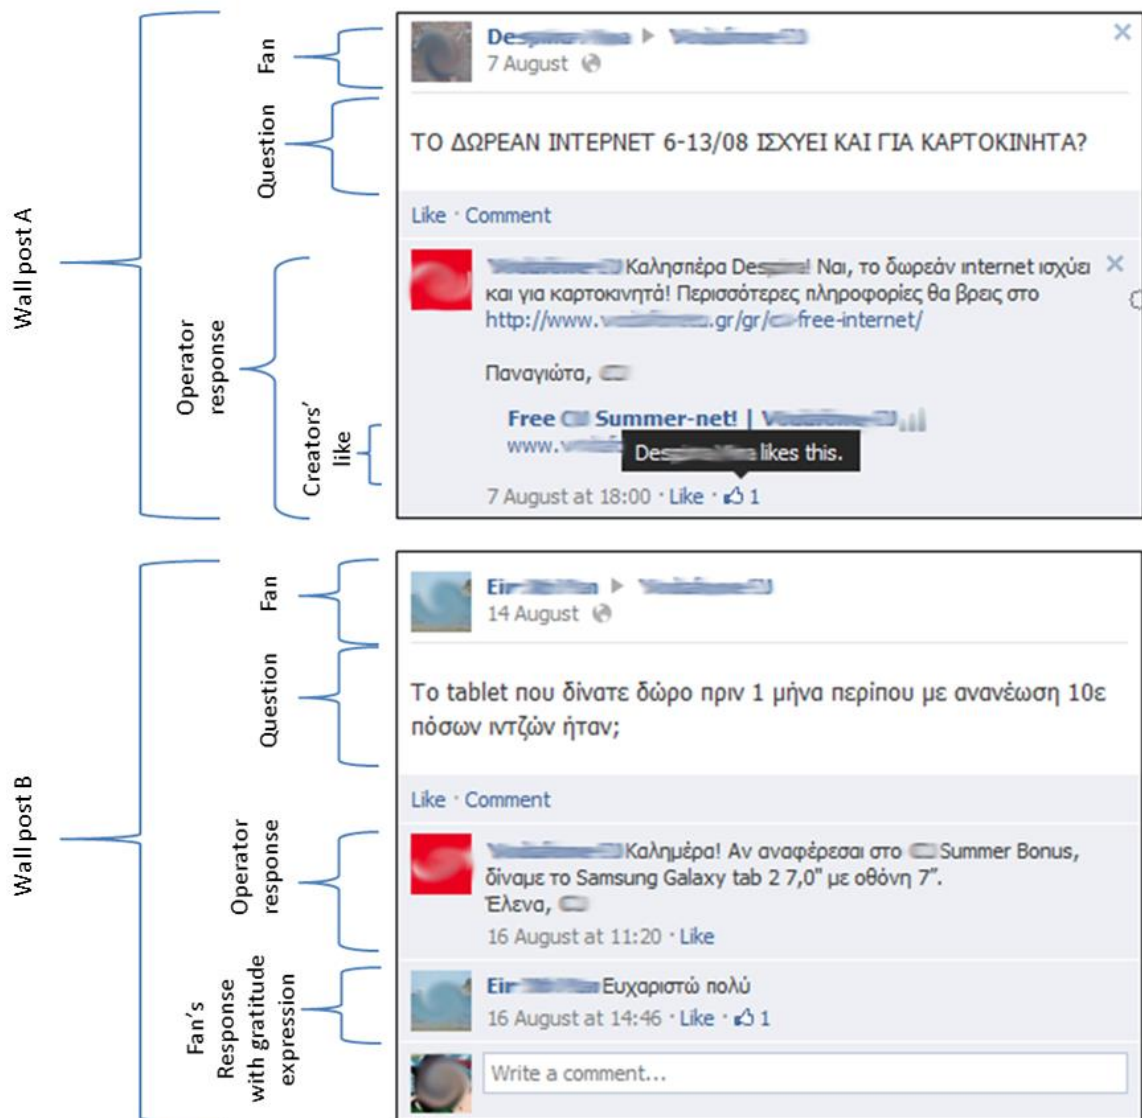 Wall post A
Fan
7 August
Question
ΤΟ ΔΩΡΕΑΝ ΙΝΤΕΡΝΕΤ 6-13/08 ΙΣΧΥΕΙ ΚΑΙ ΓΙΑ ΚΑΡΤΟΚΙΝΗΤΑ?
Like · Comment
Operator
response
Καλησπέρα Des! Ναι, το δωρεάν internet ισχύει
και για καρτοκινητά! Περισσότερες πληροφορίες θα βρεις στο
http://www. .gr/gr/ -free-internet/
Παναγιώτα,
Creators'
like
Free Summer-net! |
www.
Des likes this.
7 August at 18:00 · Like · 1
Wall post B
Fan
Eir
14 August
Question
Το tablet που δίνατε δώρο πριν 1 μήνα περίπου με ανανέωση 10ε
πόσων ιντζών ήταν;
Like · Comment
Operator
response
Καλημέρα! Αν αναφέρεσαι στο Summer Bonus,
δίναμε το Samsung Galaxy tab 2 7,0" με οθόνη 7".
Έλενα,
16 August at 11:20 · Like
Fan's
Response
with gratitude
expression
Eir Ευχαριστώ πολύ
16 August at 14:46 · Like · 1
Write a comment...